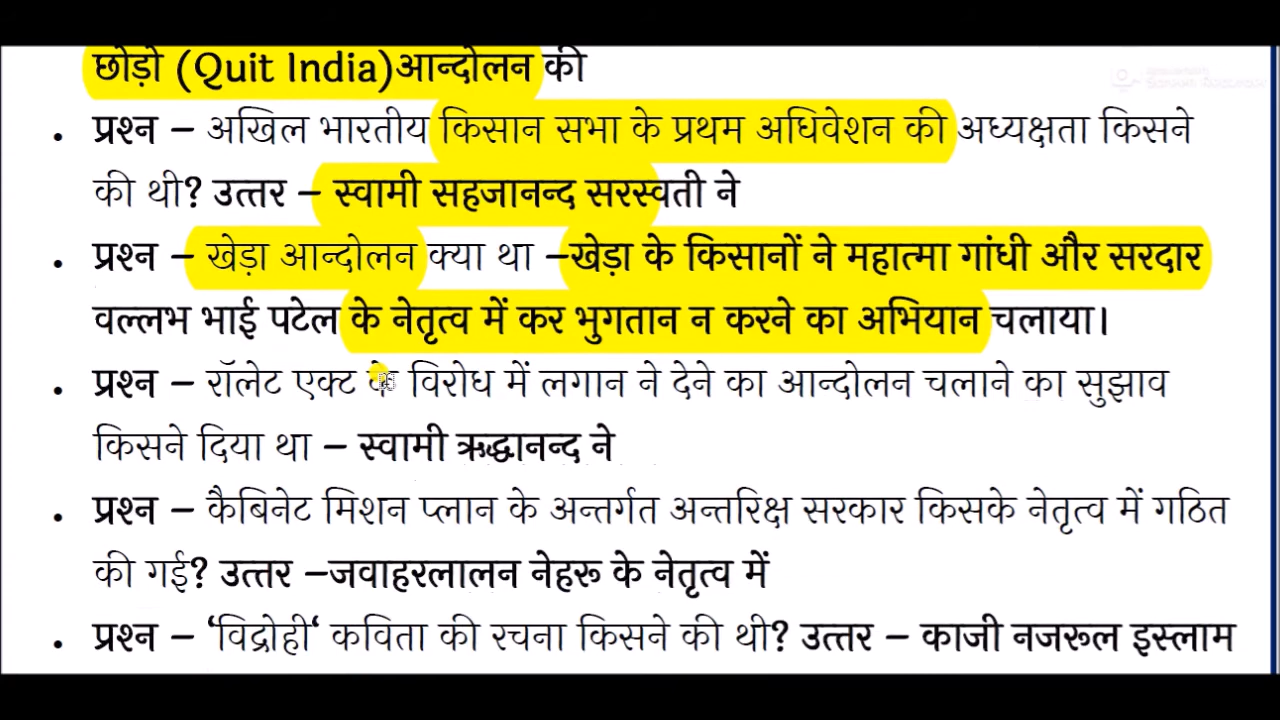 छोड़ो (Quit India)आन्दोलन की
• प्रश्न – अखिल भारतीय किसान सभा के प्रथम अधिवेशन की अध्यक्षता किसने
की थी? उत्तर – स्वामी सहजानन्द सरस्वती ने
• प्रश्न – खेड़ा आन्दोलन क्या था –खेड़ा के किसानों ने महात्मा गांधी और सरदार
वल्लभ भाई पटेल के नेतृत्व में कर भुगतान न करने का अभियान चलाया।
• प्रश्न – रॉलेट एक्ट के विरोध में लगान ने देने का आन्दोलन चलाने का सुझाव
किसने दिया था – स्वामी ऋद्धानन्द ने
• प्रश्न – कैबिनेट मिशन प्लान के अन्तर्गत अन्तरिक्ष सरकार किसके नेतृत्व में गठित
की गई? उत्तर –जवाहरलालन नेहरू के नेतृत्व में
• प्रश्न – ‘विद्रोही‘ कविता की रचना किसने की थी? उत्तर – काजी नजरूल इस्लाम